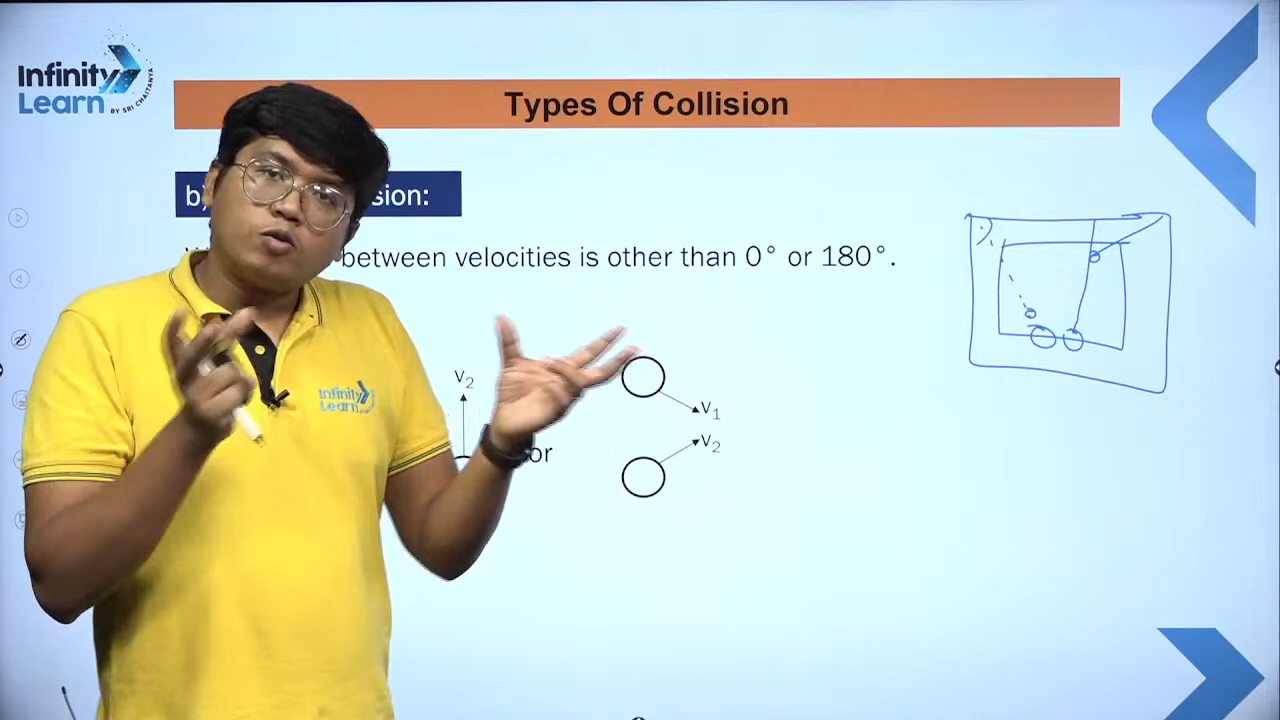 Infinity
Learn
BY SRI CHAITANYA
Types Of Collision
b) sion:
between velocities is other than 0° or 180°.
Infinity
Learn
V₂
or
V₁
V₂